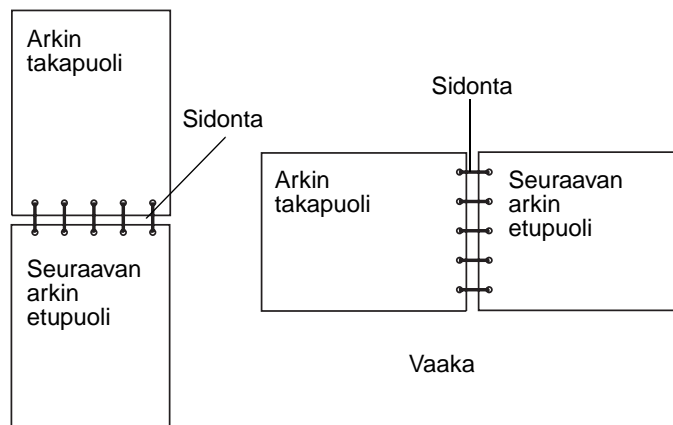 Arkin
takapuoli
Sidonta
Seuraavan
arkin
etupuoli
Sidonta
Arkin
takapuoli
Seuraavan
arkin
etupuoli
Vaaka